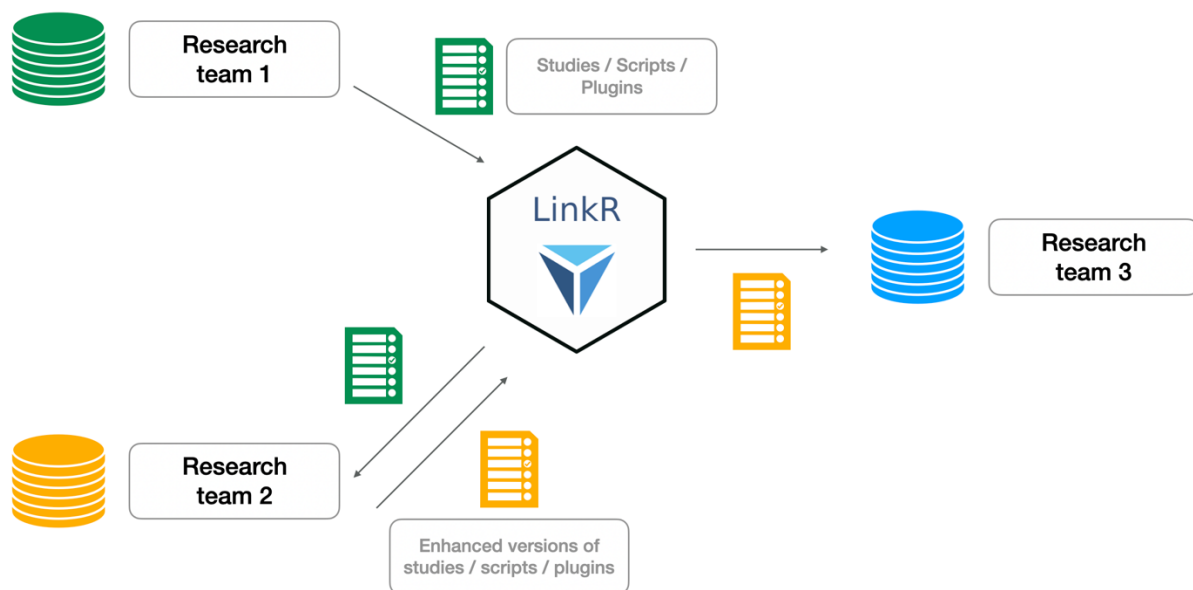 Research
team 1
Studies / Scripts /
Plugins
LinkR
Research
team 3
Research
team 2
Enhanced versions of
studies / scripts / plugins